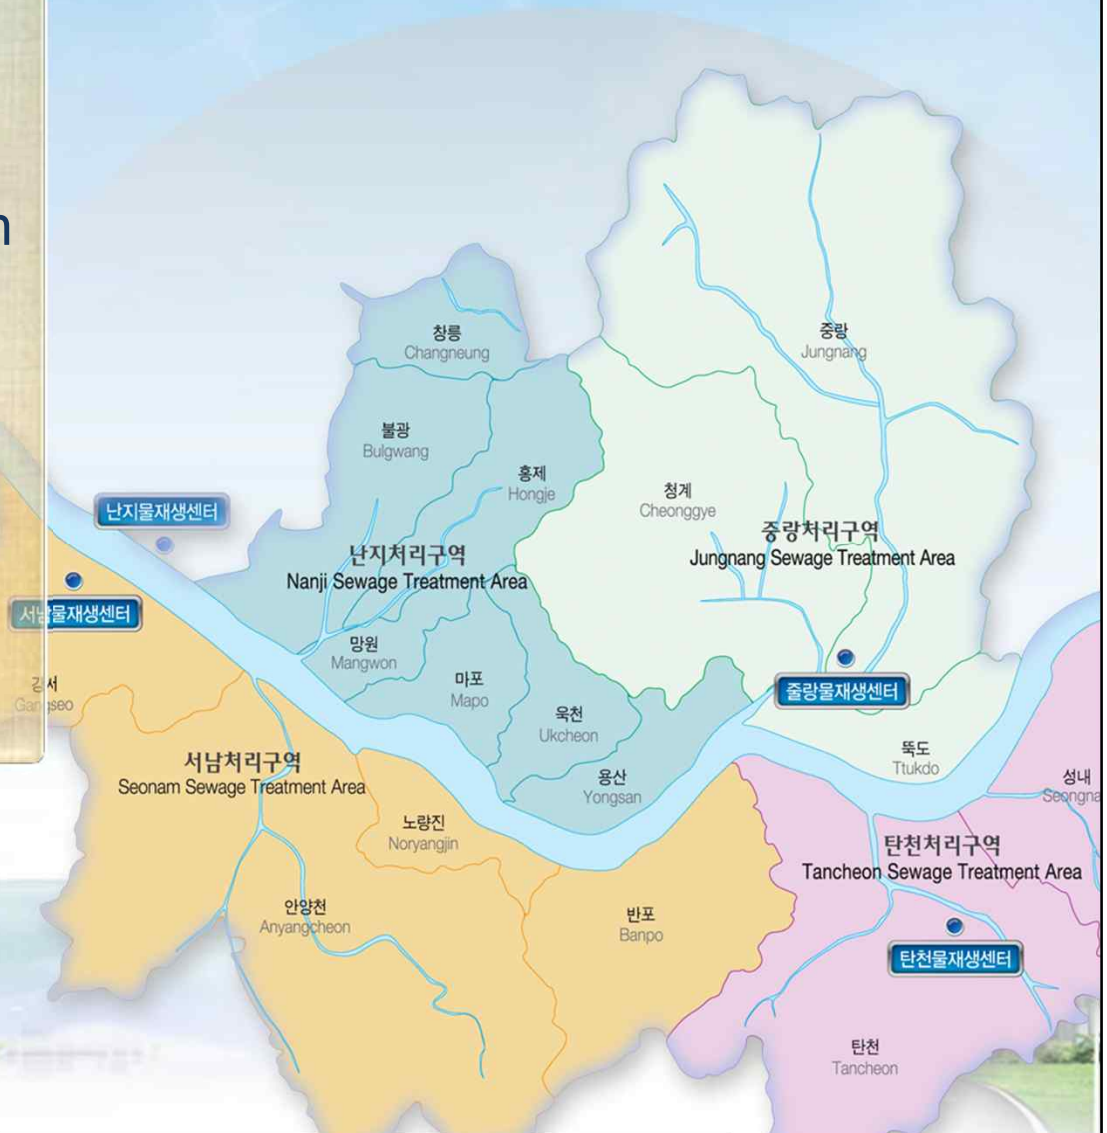 n
창릉
Changneung
중랑
Jungnang
불광
Bulgwang
홍제
Hongje
청계
Cheonggye
난지물재생센터
중랑처리구역
Jungnang Sewage Treatment Area
난지처리구역
Nanji Sewage Treatment Area
서남물재생센터
망원
Mangwon
마포
Mapo
강서
Gangseo
줄랑물재생센터
욱천
Ukcheon
뚝도
Ttukdo
서남처리구역
Seonam Sewage Treatment Area
용산
Yongsan
성내
Seongna
노량진
Noryangjin
탄천처리구역
Tancheon Sewage Treatment Area
안양천
Anyangcheon
반포
Banpo
탄천물재생센터
탄천
Tancheon